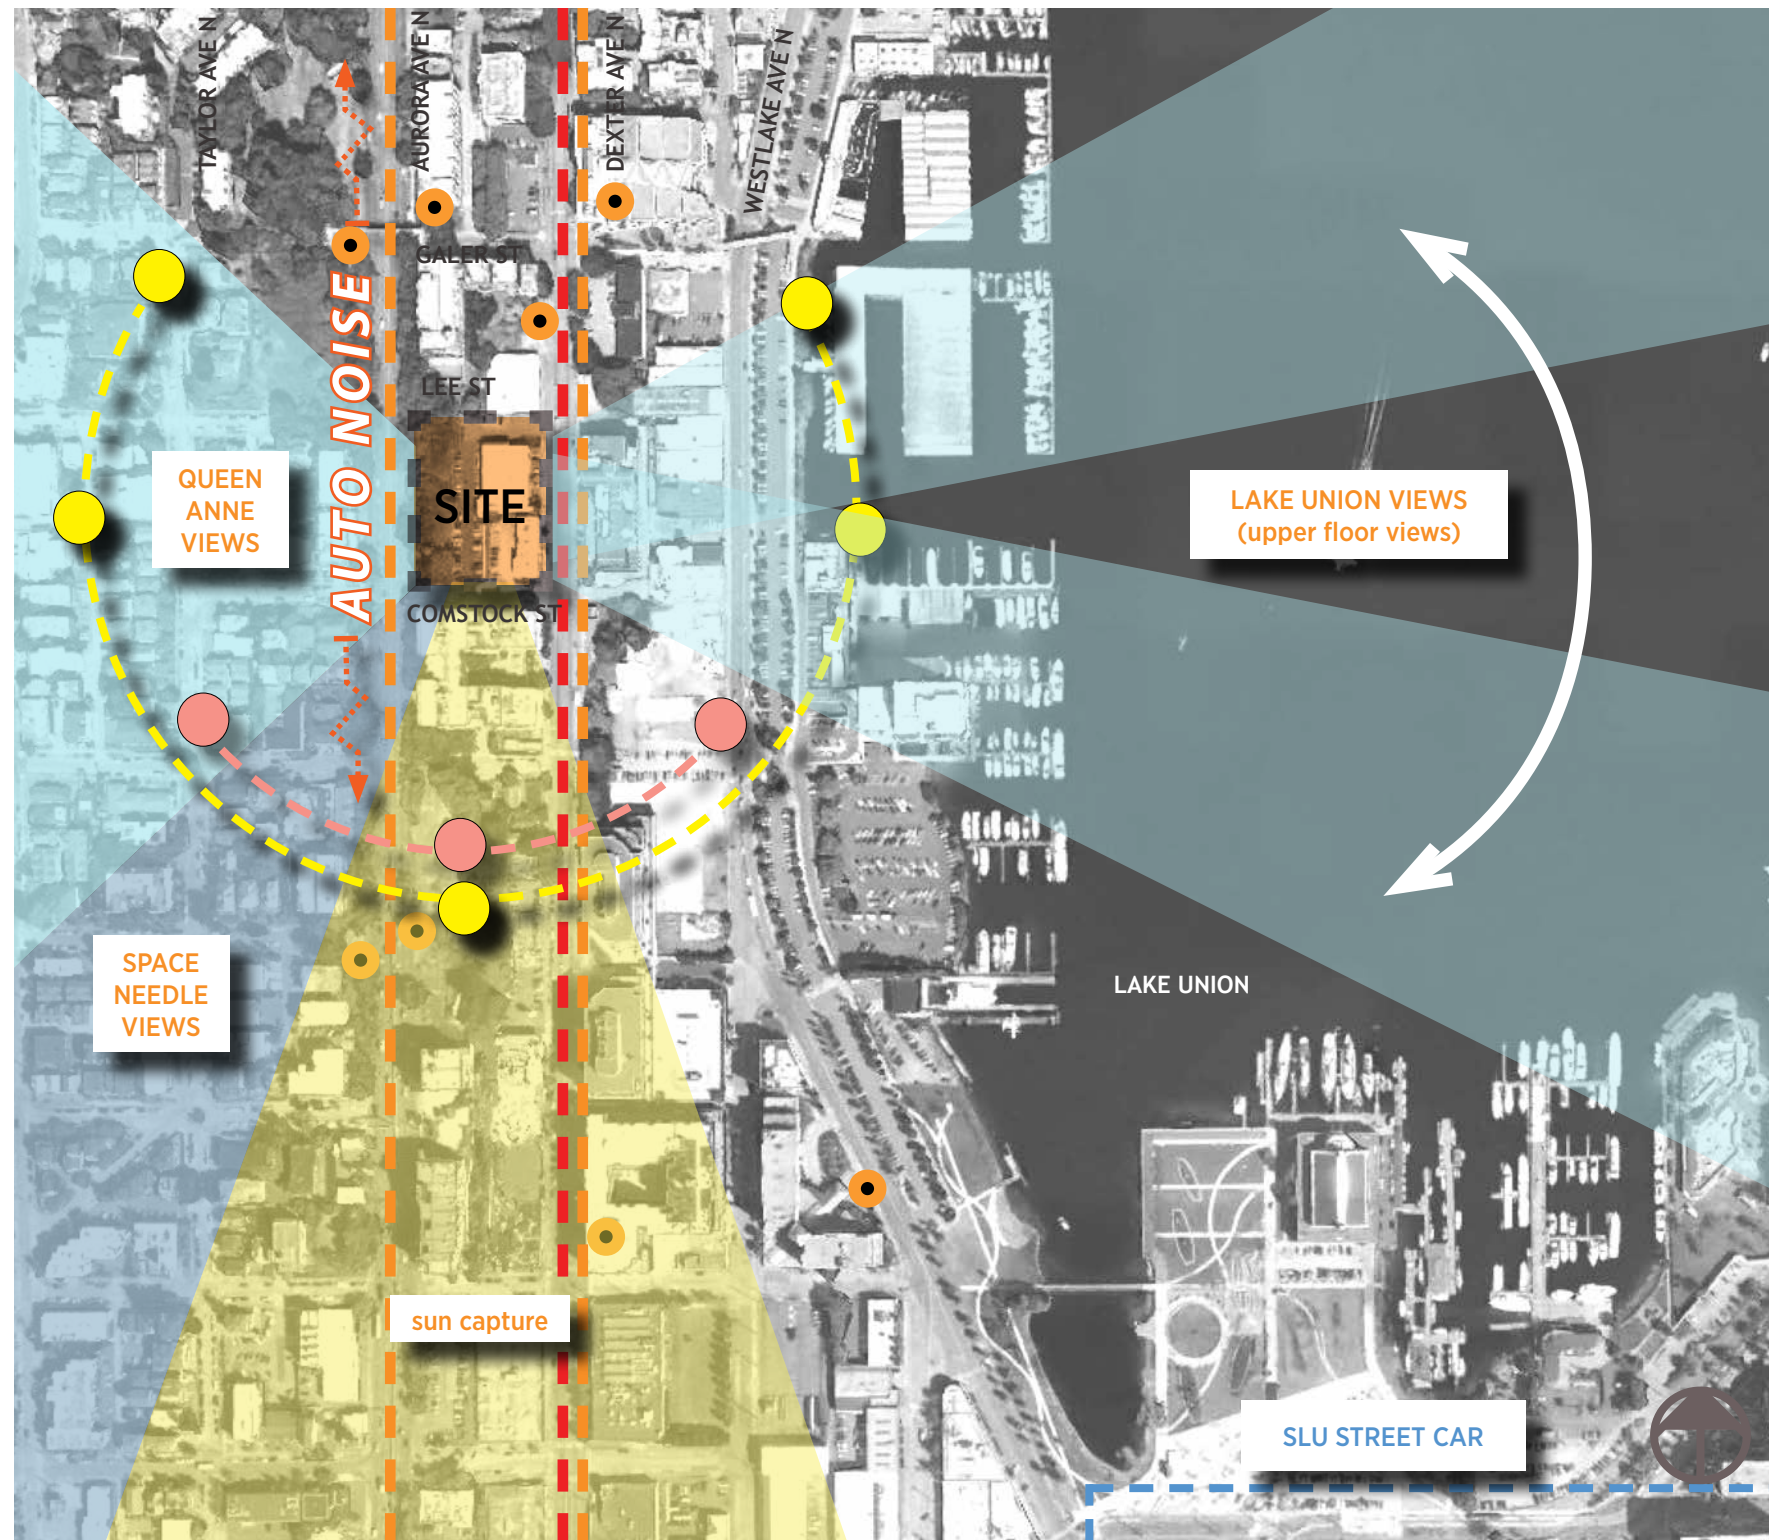 TAYLOR AVE N
AURORA AVE N
DEXTER AVE N
WESTLAKE AVE N
GALER ST
AUTO NOISE
LEE ST
QUEEN
ANNE
VIEWS
SITE
LAKE UNION VIEWS
(upper floor views)
COMSTOCK ST
SPACE
NEEDLE
VIEWS
LAKE UNION
sun capture
SLU STREET CAR